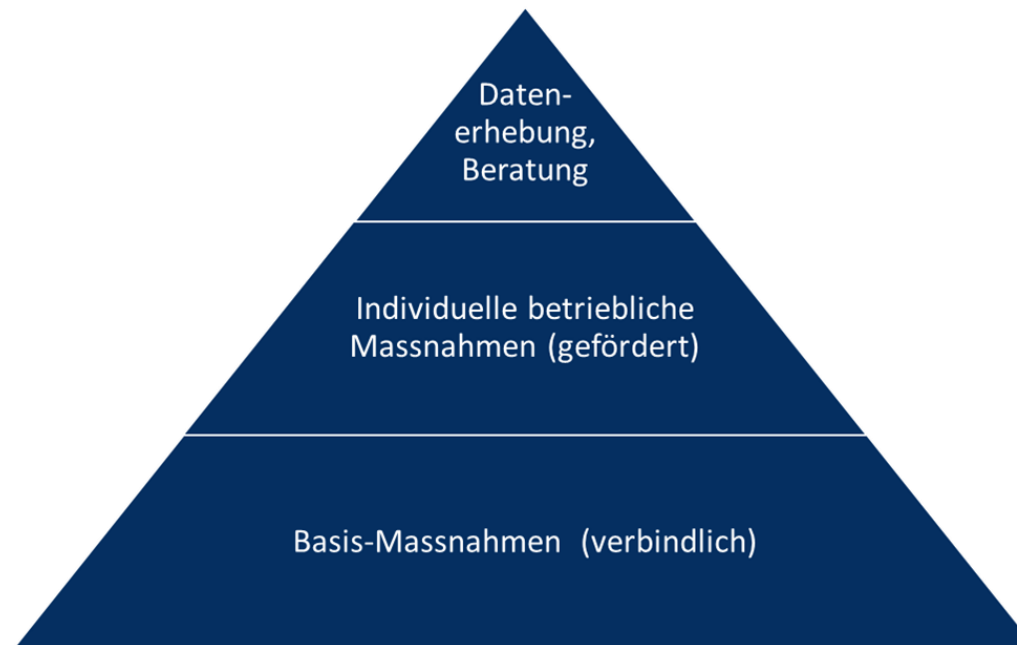 Daten-
erhebung,
Beratung
Individuelle betriebliche
Massnahmen (gefördert)
Basis-Massnahmen (verbindlich)